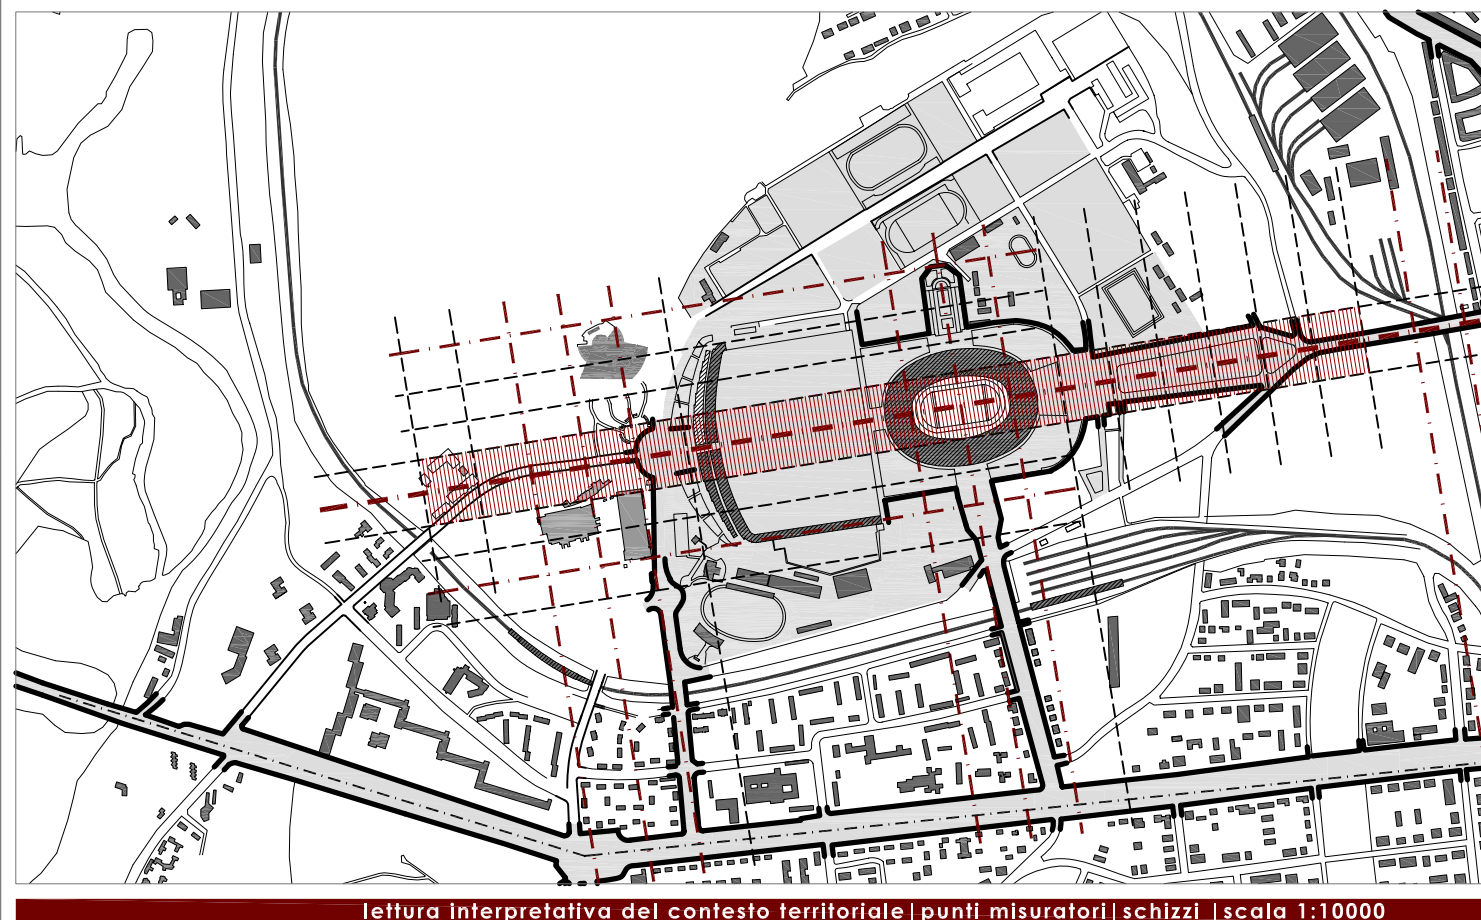 lettura interpretativa del contesto territoriale | punti misuratori | schizzi | scala 1:10000